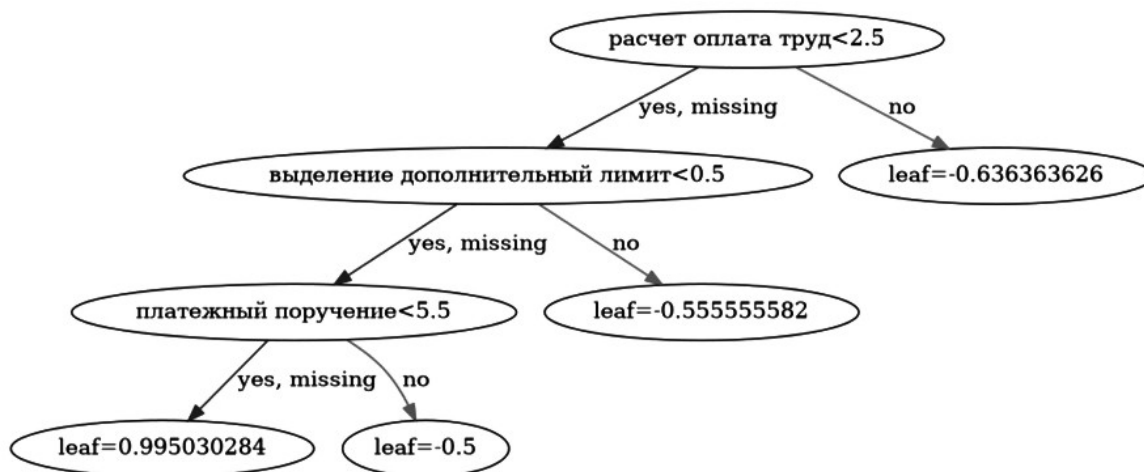 расчет оплата труд<2.5
yes, missing
no
выделение дополнительный лимит<0.5
leaf=-0.636363626
yes, missing
no
платежный поручение<5.5
leaf=-0.555555582
yes, missing
no
leaf=0.995030284
leaf=-0.5